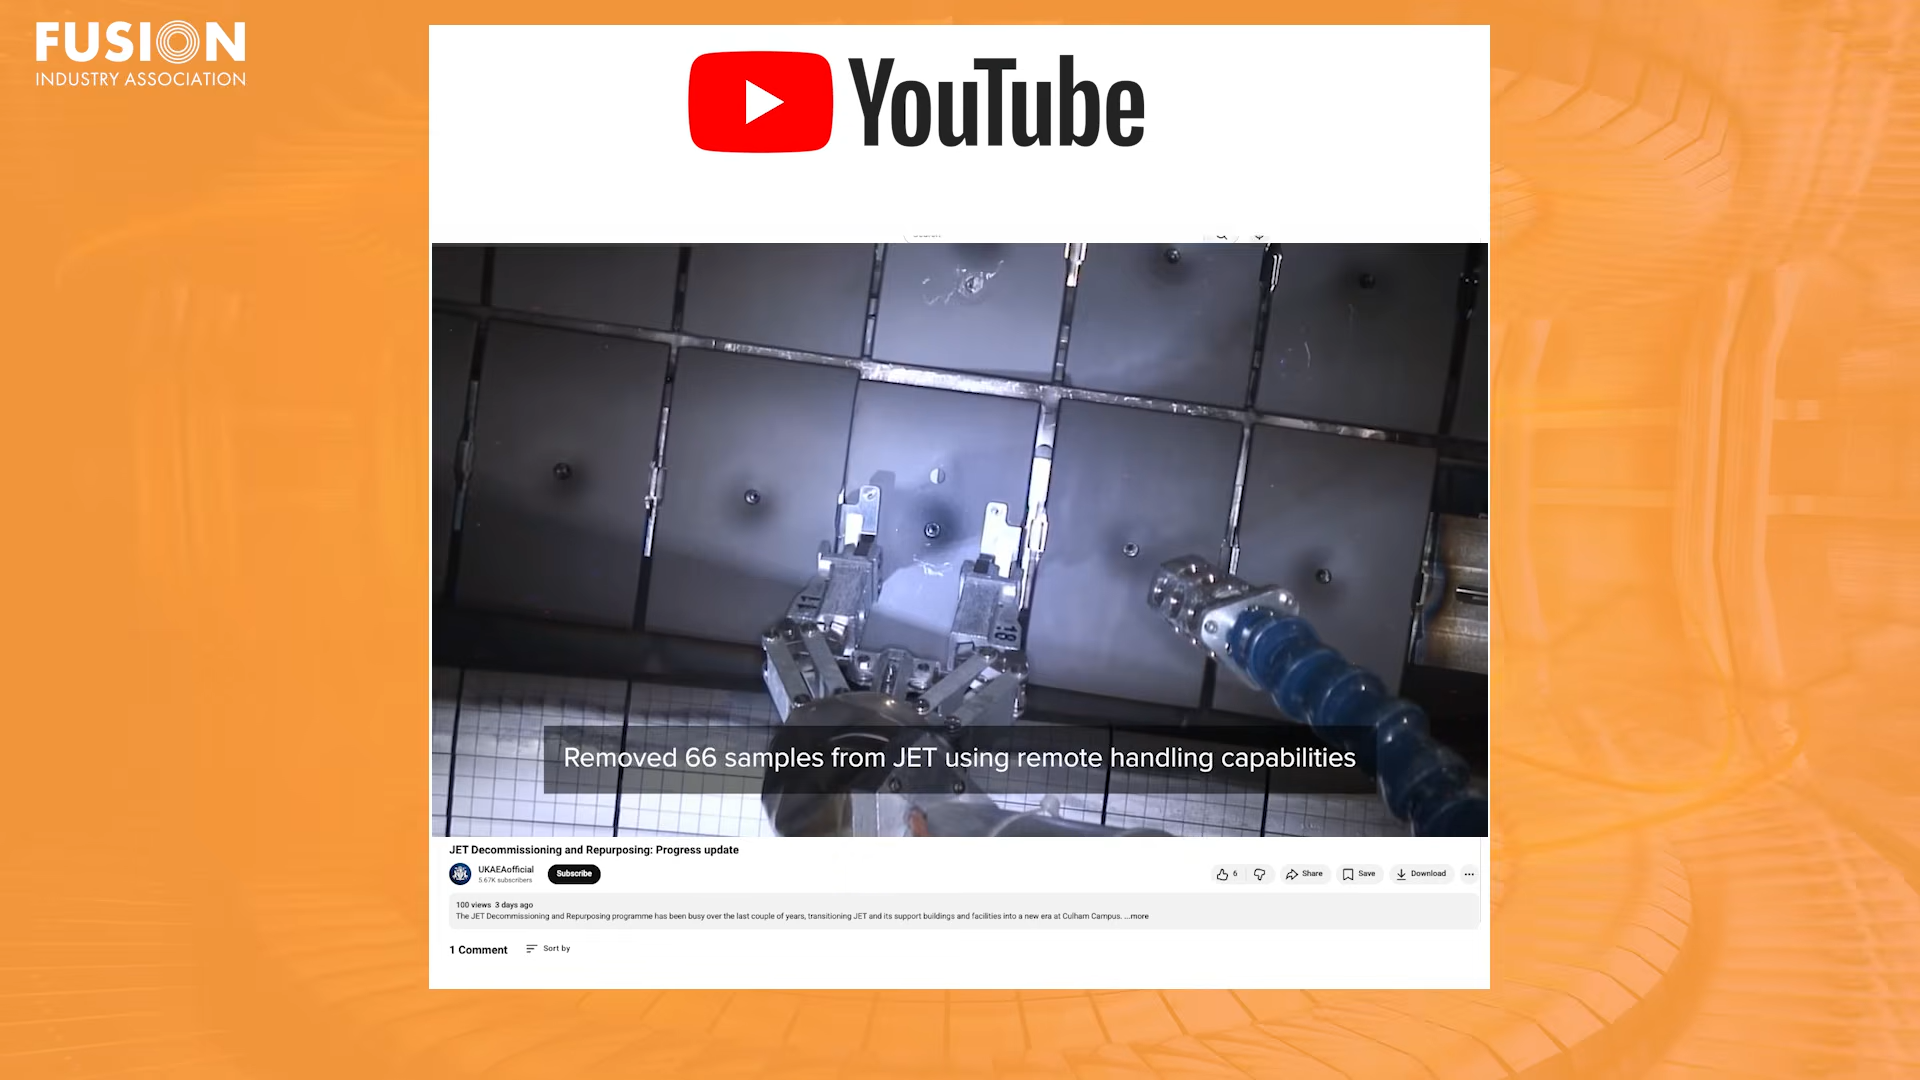 FUSION
INDUSTRY ASSOCIATION
YouTube
11
18
Removed 66 samples from JET using remote handling capabilities
JET Decommissioning and Repurposing: Progress update
UKAEAofficial
5.67K subscribers
Subscribe
6
Share
Save
Download
100 views 3 days ago
The JET Decommissioning and Repurposing programme has been busy over the last couple of years, transitioning JET and its support buildings and facilities into a new era at Culham Campus. ...more
1 Comment
Sort by